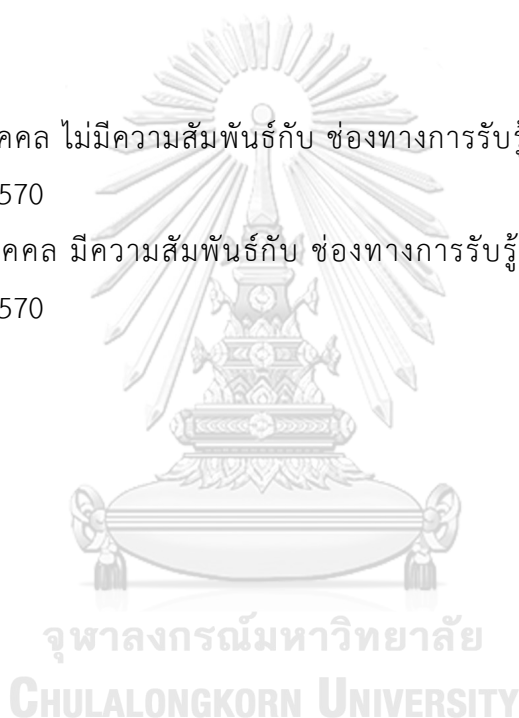 คคล ไม่มีความสัมพันธ์กับ ช่องทางการรับรู้
570
คคล มีความสัมพันธ์กับ ช่องทางการรับรู้
570
จุฬาลงกรณ์มหาวิทยาลัย
CHULALONGKORN UNIVERSITY